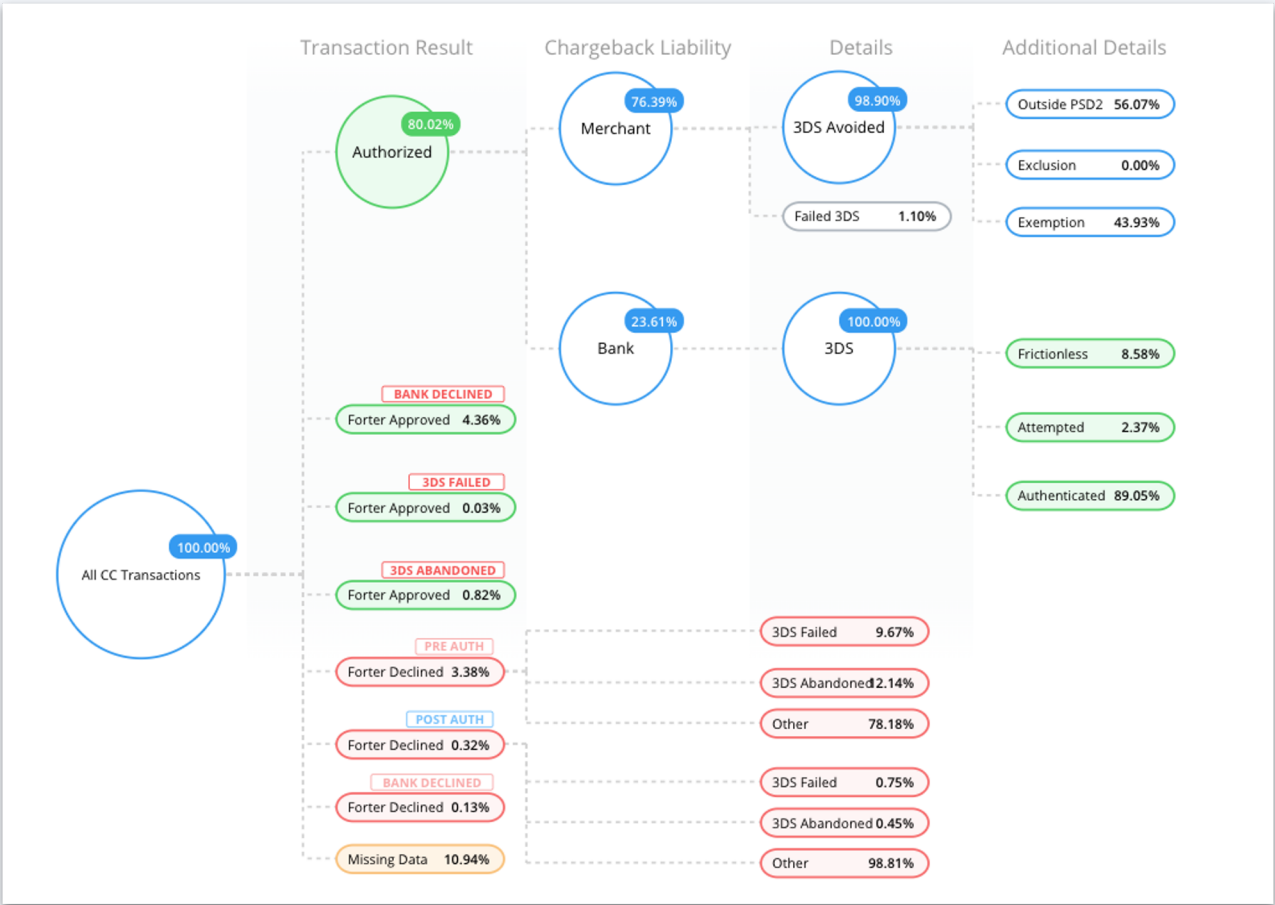 Transaction Result
Chargeback Liability
Details
Additional Details
80.02%
Authorized
76.39%
Merchant
98.90%
3DS Avoided
Outside PSD2 56.07%
Exclusion 0.00%
Failed 3DS 1.10%
Exemption 43.93%
23.61%
Bank
100.00%
3DS
Frictionless 8.58%
Attempted 2.37%
Authenticated 89.05%
BANK DECLINED
Forter Approved 4.36%
3DS FAILED
Forter Approved 0.03%
100.00%
All CC Transactions
3DS ABANDONED
Forter Approved 0.82%
PRE AUTH
Forter Declined 3.38%
3DS Failed 9.67%
3DS Abandoned 12.14%
Other 78.18%
POST AUTH
Forter Declined 0.32%
3DS Failed 0.75%
3DS Abandoned 0.45%
Other 98.81%
BANK DECLINED
Forter Declined 0.13%
Missing Data 10.94%